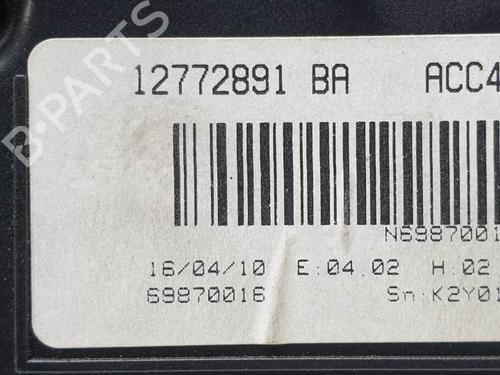 12772891 BA ACC4
N6987001
16/04/10 E:04.02 H:02
69870016 Sn:K2Y01
B-PARTS